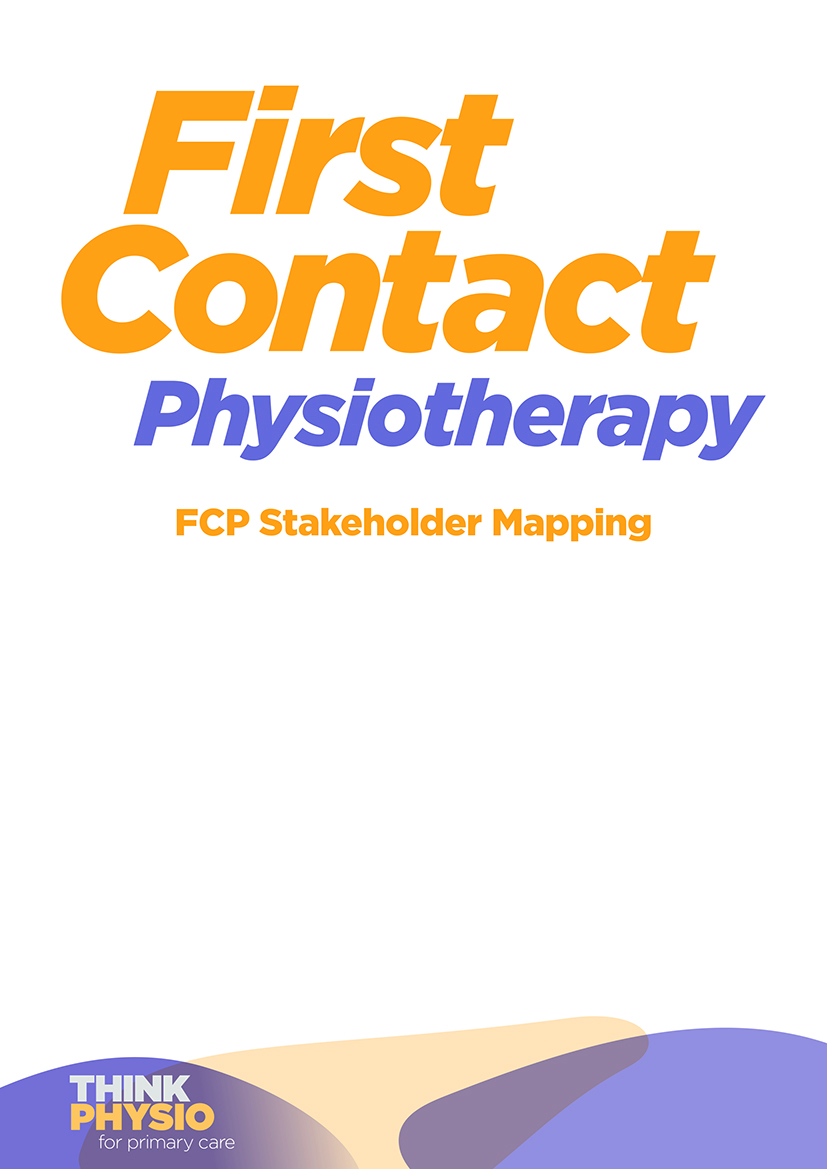 First
Contact
Physiotherapy
FCP Stakeholder Mapping
THINK
PHYSIO
for primary care